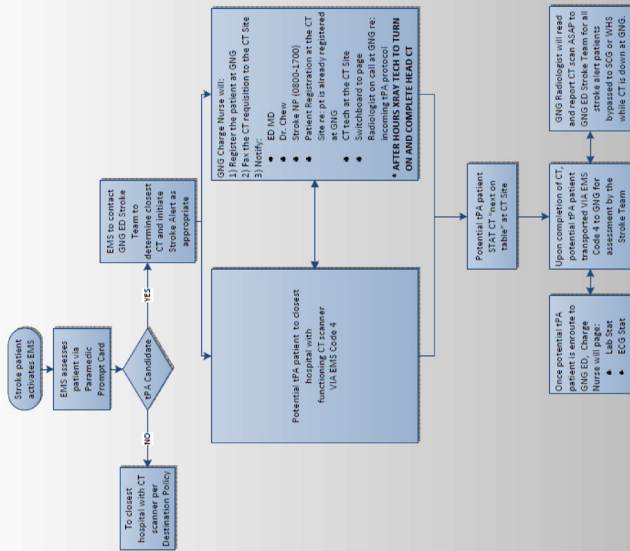 Stroke patient
activates EMS
EMS assesses
patient via
Paramedic
Prompt Card
tPA Candidate
NO
YES
To closest
hospital with CT
scanner per
Destination Policy
EMS to contact
GNG ED Stroke
Team to
determine closest
CT and initiate
Stroke Alert as
appropriate
Potential tPA patient to closest
hospital with
functioning CT scanner
VIA EMS Code 4
GNG Charge Nurse will:
1) Register the patient at GNG
2) Fax the CT requisition to the CT Site
3) Notify:
ED MD
Dr. Chew
Stroke NP (0800-1700)
Patient Registration at the CT
Site re: pt is already registered
at GNG
CT tech at the CT Site
Switchboard to page
Radiologist on call at GNG re:
incoming tPA protocol
* AFTER HOURS XRAY TECH TO TURN
ON AND COMPLETE HEAD CT
Potential tPA patient
STAT CT "next on
table" at CT Site
Once potential tPA
patient is enroute to
GNG ED, Charge
Nurse will page:
Lab Stat
ECG Stat
Upon completion of CT,
potential tPA patient
transported VIA EMS
Code 4 to GNG for
assessment by the
Stroke Team
GNG Radiologist will read
and report CT scan ASAP to
GNG ED Stroke Team for all
stroke alert patients
bypassed to SCG or WHS
while CT is down at GNG.